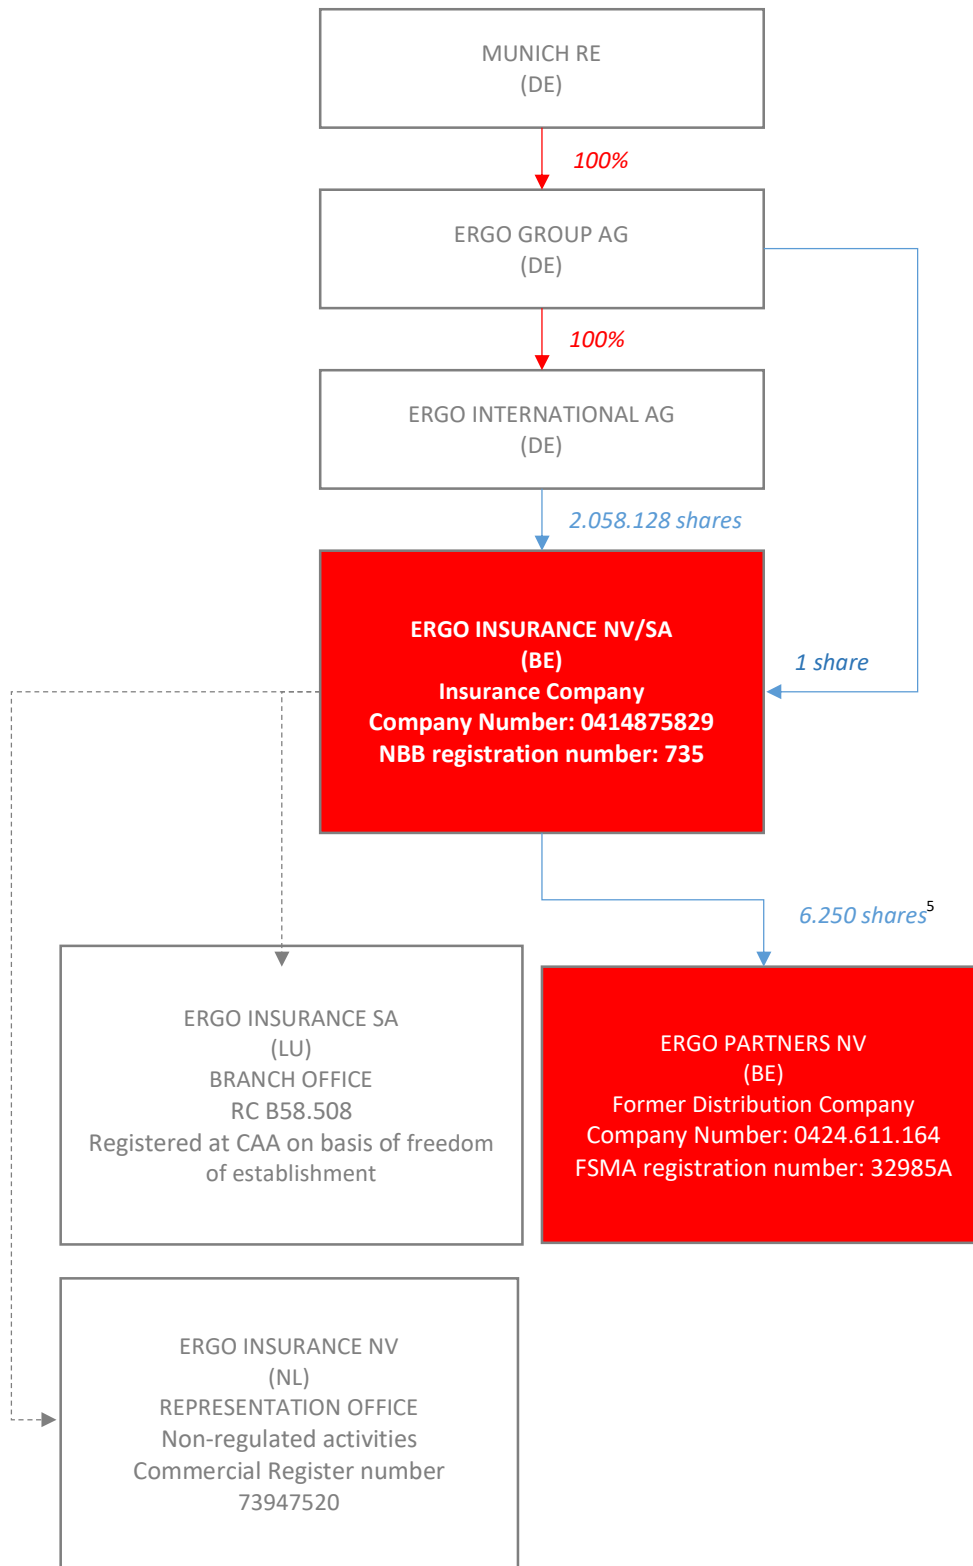 MUNICH RE
(DE)
100%
ERGO GROUP AG
(DE)
100%
ERGO INTERNATIONAL AG
(DE)
2.058.128 shares
ERGO INSURANCE NV/SA
(BE)
Insurance Company
Company Number: 0414875829
NBB registration number: 735
1 share
6.250 shares5
ERGO INSURANCE SA
(LU)
BRANCH OFFICE
RC B58.508
Registered at CAA on basis of freedom
of establishment
ERGO PARTNERS NV
(BE)
Former Distribution Company
Company Number: 0424.611.164
FSMA registration number: 32985A
ERGO INSURANCE NV
(NL)
REPRESENTATION OFFICE
Non-regulated activities
Commercial Register number
73947520